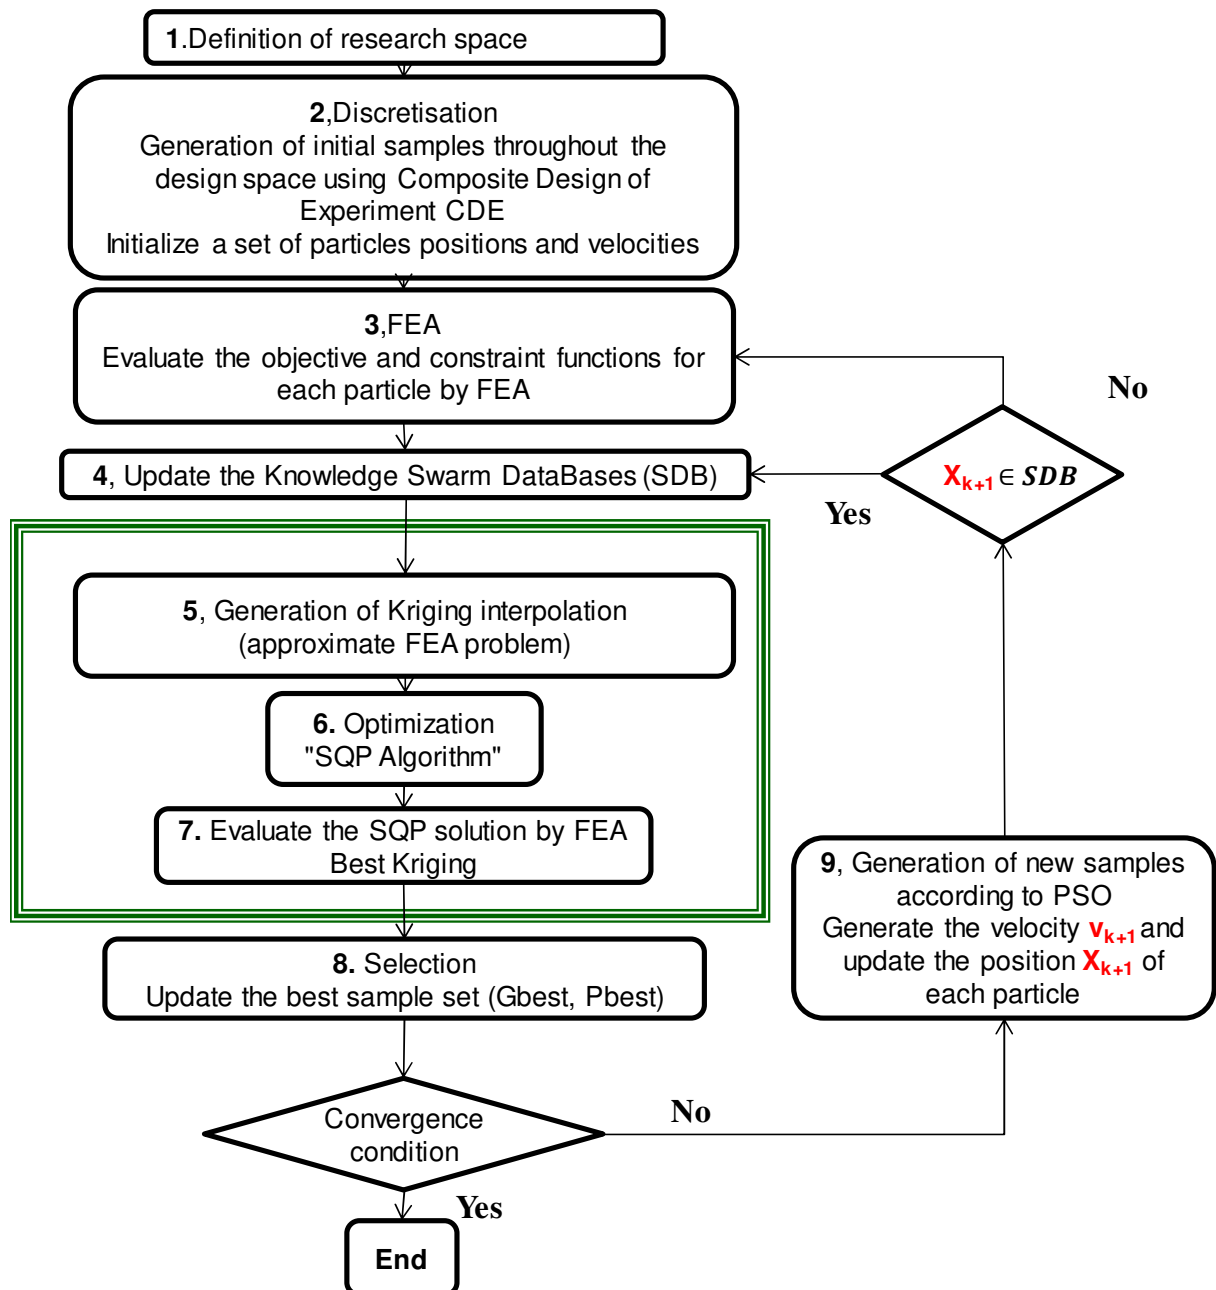 1.Definition of research space
2,Discretisation
Generation of initial samples throughout the
design space using Composite Design of
Experiment CDE
Initialize a set of particles positions and velocities
3,FEA
Evaluate the objective and constraint functions for
each particle by FEA
No
4, Update the Knowledge Swarm DataBases (SDB)
X_{k+1} ∈ SDB
Yes
5, Generation of Kriging interpolation
(approximate FEA problem)
6. Optimization
"SQP Algorithm"
7. Evaluate the SQP solution by FEA
Best Kriging
8. Selection
Update the best sample set (Gbest, Pbest)
9, Generation of new samples
according to PSO
Generate the velocity v_{k+1} and
update the position X_{k+1} of
each particle
Convergence
condition
No
Yes
End